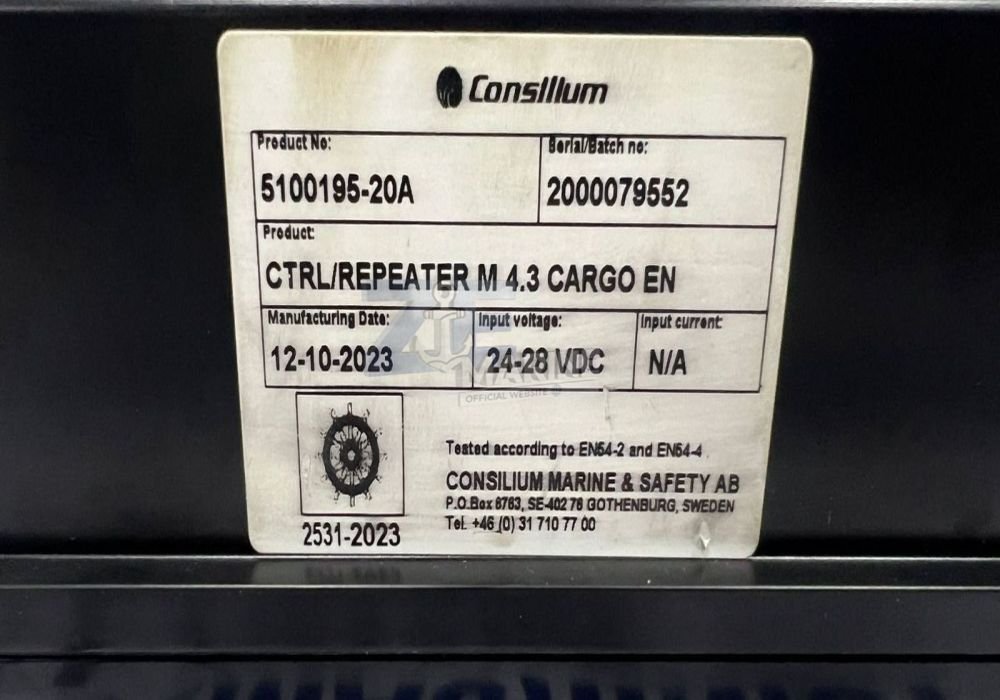 Consilium
Product No:
Serial/Batch no:
5100195-20A
2000079552
Product:
CTRL/REPEATER M 4.3 CARGO EN
Manufacturing Date:
Input voltage:
Input current:
12-10-2023
24-28 VDC
N/A
OFFICIAL WEBSITE
Tested according to EN54-2 and EN54-4
CONSILIUM MARINE & SAFETY AB
P.O.Box 8763, SE-402 76 GOTHENBURG, SWEDEN
Tel. +46 (0) 31 710 77 00
2531-2023